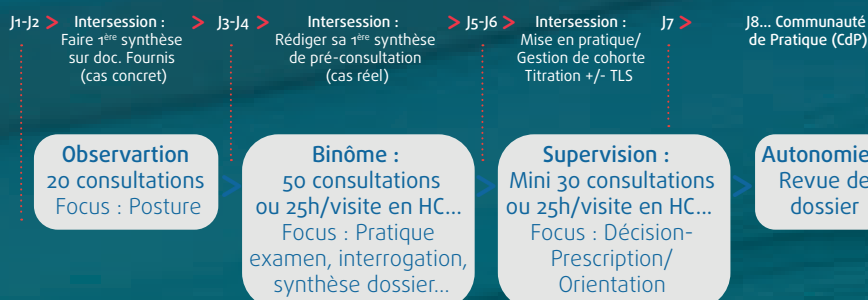 J1-J2 > Intersession :
Faire 1ère synthèse
sur doc. Fournis
(cas concret)
> J3-J4 >
Intersession :
Rédiger sa 1ère synthèse
de pré-consultation
(cas réel)
> J5-J6 >
Intersession :
Mise en pratique/
Gestion de cohorte
Titration +/- TLS
J7 >
J8... Communauté
de Pratique (CdP)
Observartion
20 consultations
Focus : Posture
>
Binôme :
50 consultations
ou 25h/visite en HC...
Focus : Pratique
examen, interrogation,
synthèse dossier...
>
Supervision :
Mini 30 consultations
ou 25h/visite en HC...
Focus : Décision-
Prescription/
Orientation
>
Autonomie
Revue de
dossier